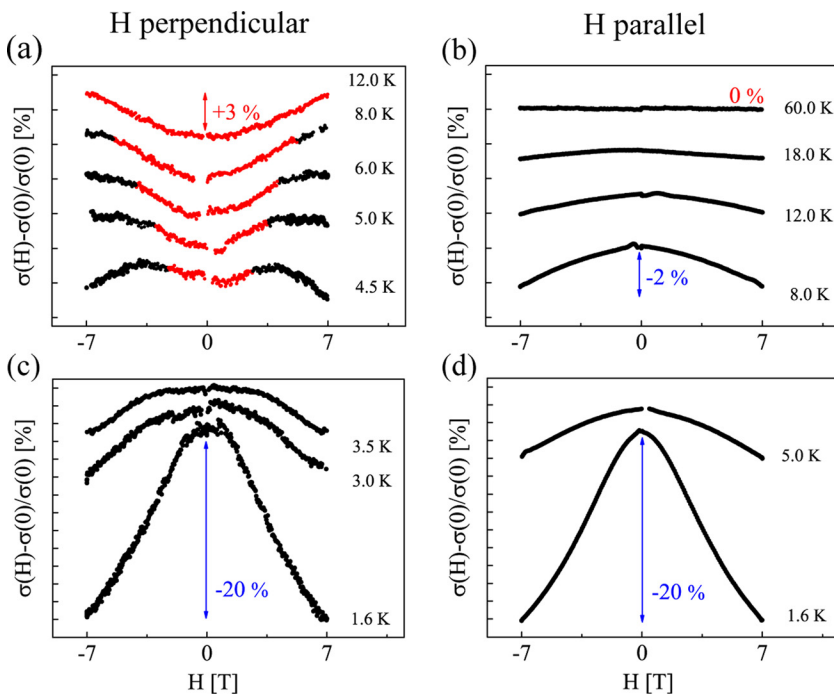 H perpendicular
H parallel
(a)
(b)
σ(H)-σ(0)/σ(0) [%]
+3 %
12.0 K
8.0 K
6.0 K
5.0 K
4.5 K
-7
0
7
σ(H)-σ(0)/σ(0) [%]
0 %
60.0 K
18.0 K
12.0 K
-2 %
8.0 K
-7
0
7
(c)
(d)
σ(H)-σ(0)/σ(0) [%]
3.5 K
3.0 K
-20 %
1.6 K
-7
0
7
H [T]
σ(H)-σ(0)/σ(0) [%]
5.0 K
-20 %
1.6 K
-7
0
7
H [T]